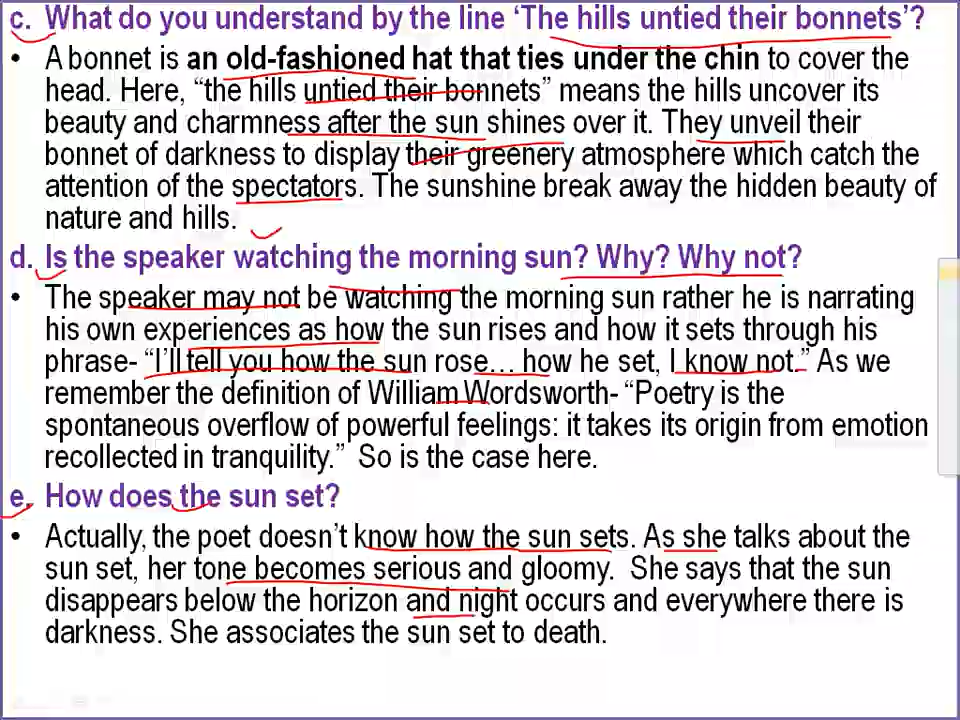 c. What do you understand by the line ‘The hills untied their bonnets’?
• A bonnet is an old-fashioned hat that ties under the chin to cover the
head. Here, “the hills untied their bonnets” means the hills uncover its
beauty and charmness after the sun shines over it. They unveil their
bonnet of darkness to display their greenery atmosphere which catch the
attention of the spectators. The sunshine break away the hidden beauty of
nature and hills.
d. Is the speaker watching the morning sun? Why? Why not?
• The speaker may not be watching the morning sun rather he is narrating
his own experiences as how the sun rises and how it sets through his
phrase- “I’ll tell you how the sun rose... how he set, I know not.” As we
remember the definition of William Wordsworth- “Poetry is the
spontaneous overflow of powerful feelings: it takes its origin from emotion
recollected in tranquility.” So is the case here.
e. How does the sun set?
• Actually, the poet doesn’t know how the sun sets. As she talks about the
sun set, her tone becomes serious and gloomy. She says that the sun
disappears below the horizon and night occurs and everywhere there is
darkness. She associates the sun set to death.